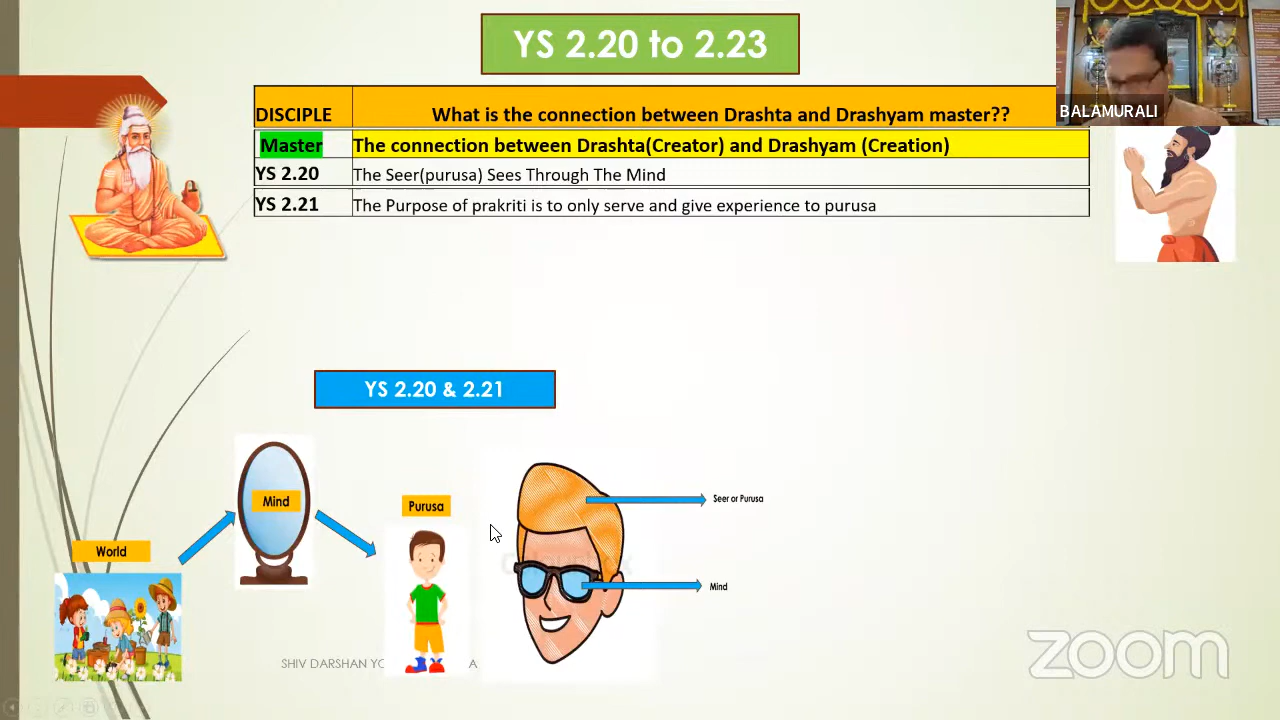 YS 2.20 to 2.23
BALAMURALI
DISCIPLE What is the connection between Drashta and Drashyam master??
Master The connection between Drashta(Creator) and Drashyam (Creation)
YS 2.20 The Seer(purusa) Sees Through The Mind
YS 2.21 The Purpose of prakriti is to only serve and give experience to purusa
YS 2.20 & 2.21
Mind
Purusa
World
Seer or Purusa
Mind
SHIV DARSHAN YO
A
zoom